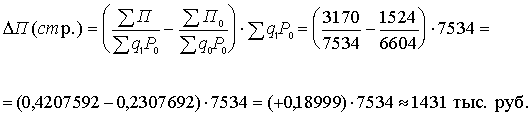 ΔП(стр.) = (∑П / ∑q₁P₀ − ∑П₀ / ∑q₀P₀) · ∑q₁P₀ = (3170 / 7534 − 1524 / 6604) · 7534 =
= (0,4207592 − 0,2307692) · 7534 = (+0,18999) · 7534 ≈ 1431 тыс. руб.